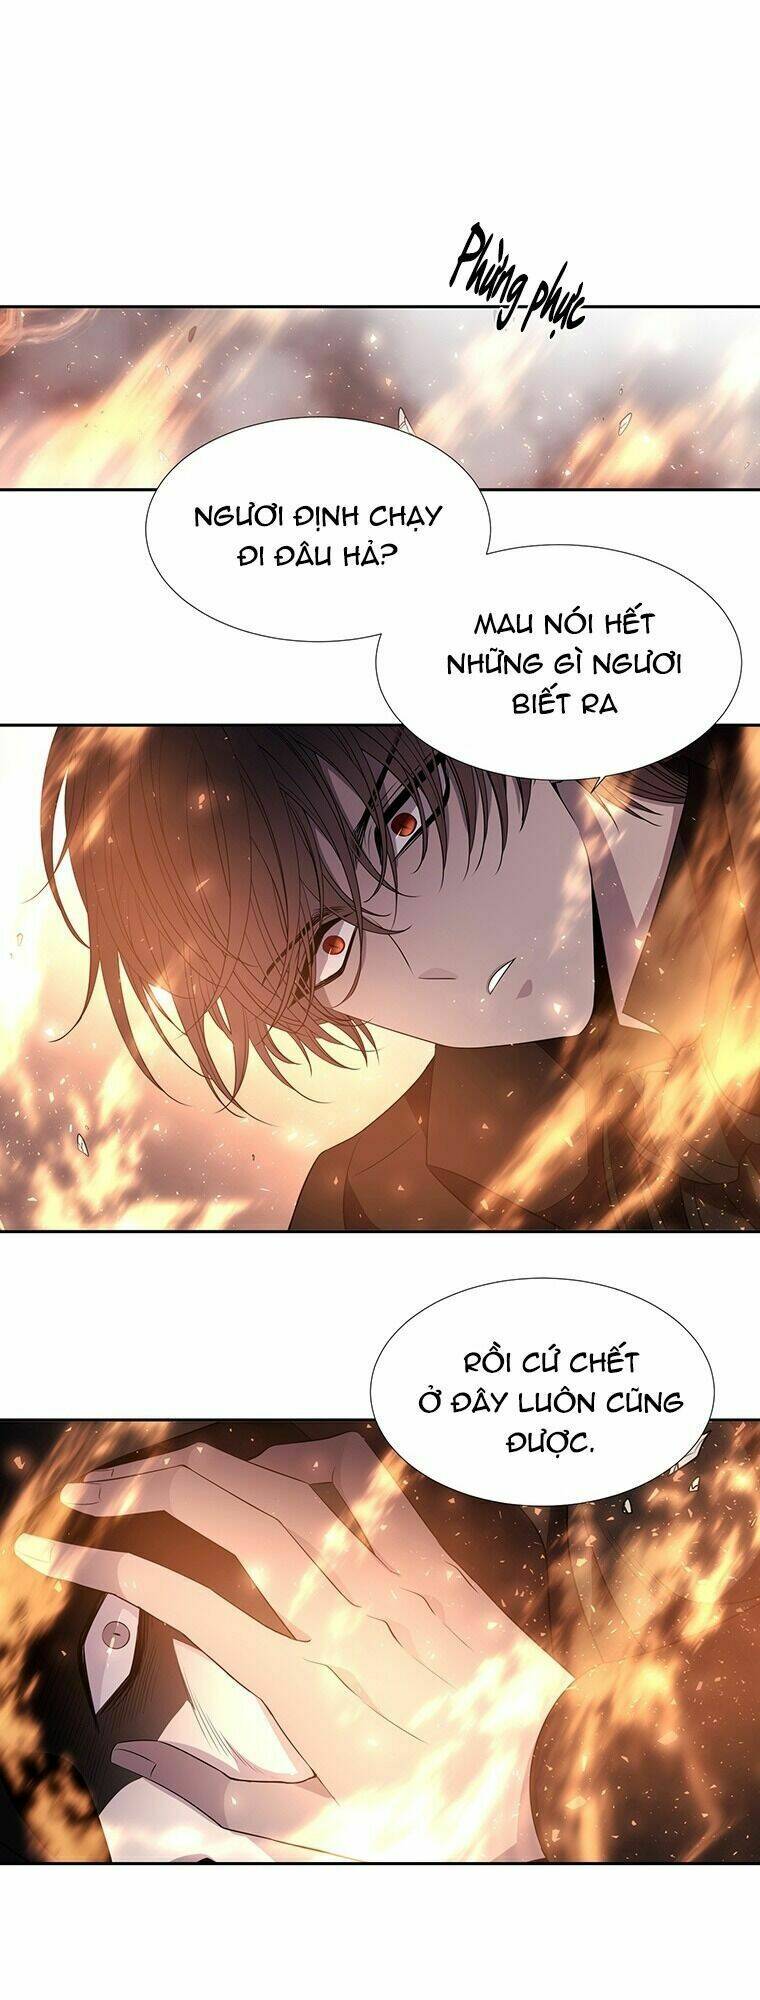 Phừng phực
NGƯƠI ĐỊNH CHẠY
ĐI ĐÂU HẢ?
MAU NÓI HẾT
NHỮNG GÌ NGƯƠI
BIẾT RA
RỒI CỨ CHẾT
Ở ĐÂY LUÔN CŨNG
ĐƯỢC.